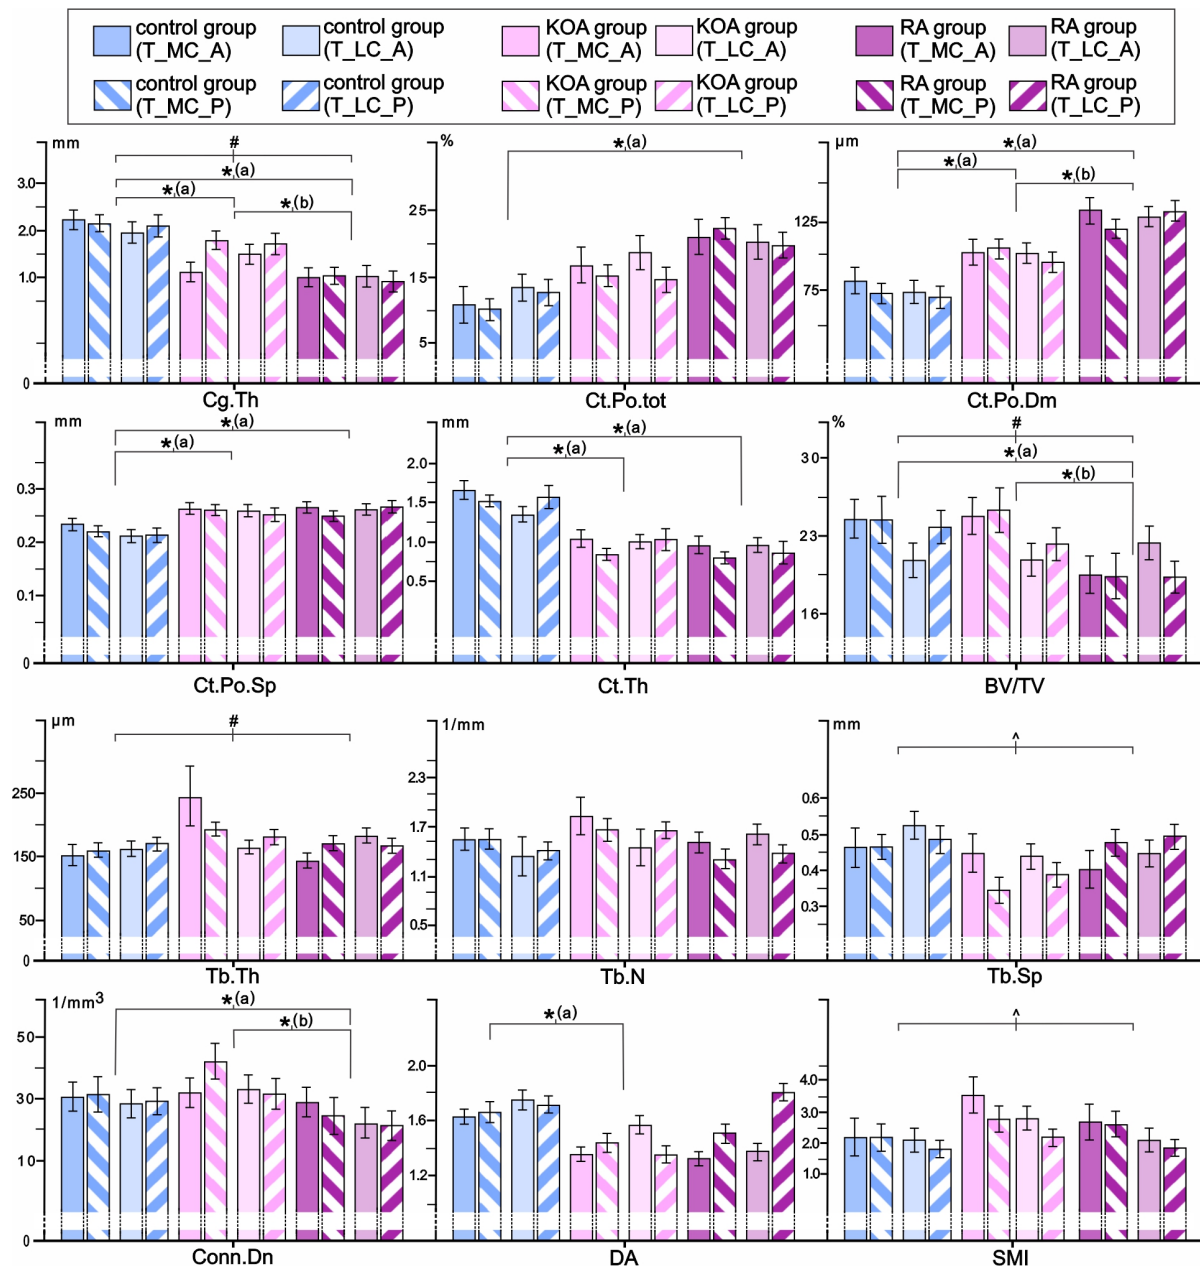 control group
(T_MC_A)
control group
(T_LC_A)
KOA group
(T_MC_A)
KOA group
(T_LC_A)
RA group
(T_MC_A)
RA group
(T_LC_A)
control group
(T_MC_P)
control group
(T_LC_P)
KOA group
(T_MC_P)
KOA group
(T_LC_P)
RA group
(T_MC_P)
RA group
(T_LC_P)
mm
#
*,(a)
*,(a)
*,(b)
3.0
2.0
1.0
0
Cg.Th
%
*,(a)
25
15
5
Ct.Po.tot
µm
*,(a)
*,(a)
*,(b)
125
75
Ct.Po.Dm
mm
*,(a)
*,(a)
0.3
0.2
0.1
0
Ct.Po.Sp
mm
*,(a)
*,(a)
2.0
1.5
1.0
0.5
Ct.Th
%
#
*,(a)
*,(b)
30
23
16
BV/TV
µm
#
250
150
50
0
Tb.Th
1/mm
2.3
1.7
1.1
0.5
Tb.N
mm
^
0.6
0.5
0.4
0.3
Tb.Sp
1/mm3
*,(a)
*,(b)
50
30
10
0
Conn.Dn
*,(a)
2.0
1.6
1.2
DA
^
4.0
3.0
2.0
1.0
SMI